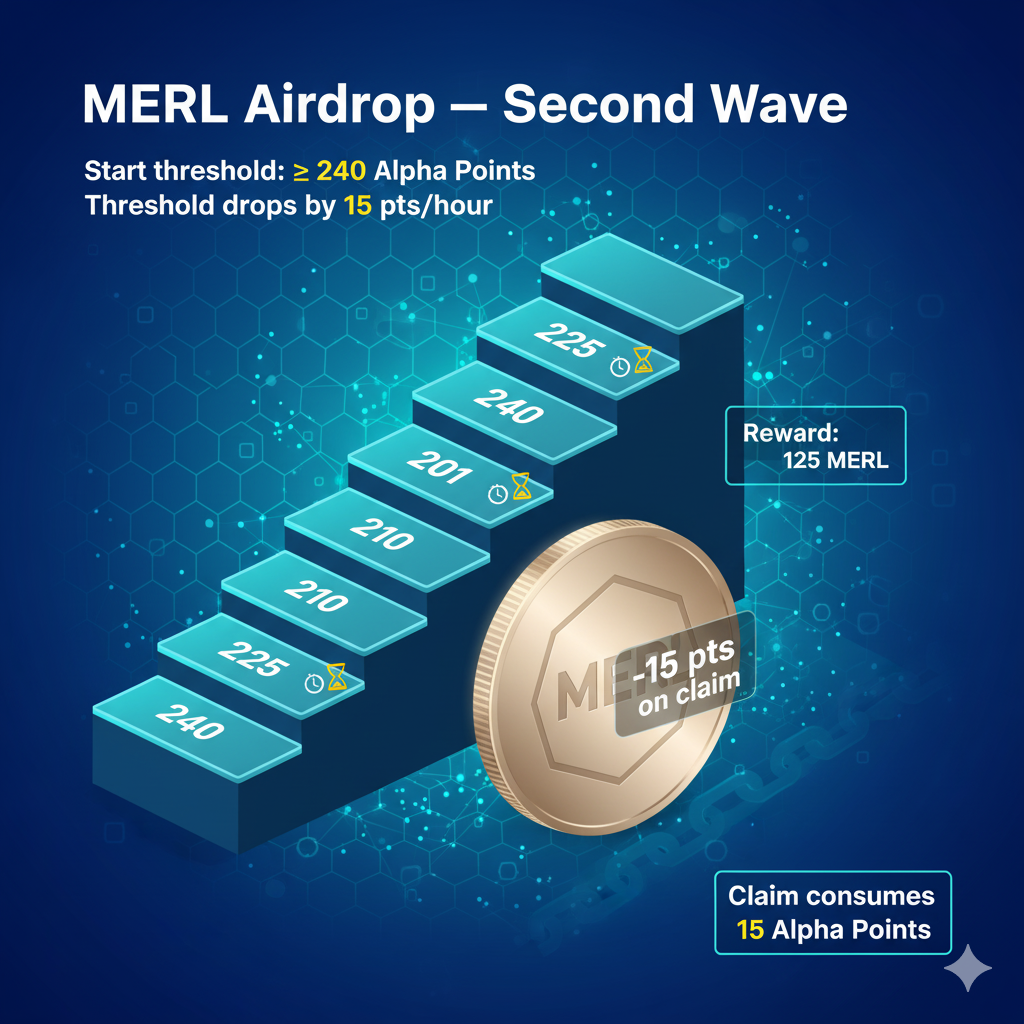 MERL Airdrop – Second Wave
Start threshold: ≥ 240 Alpha Points
Threshold drops by 15 pts/hour
225
240
201
210
210
225
240
Reward:
125 MERL
MERL
-15 pts
on claim
Claim consumes
15 Alpha Points